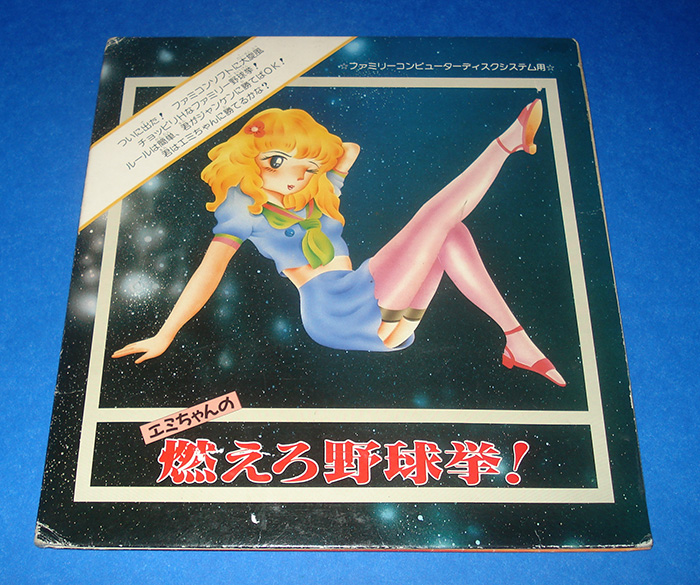 ついに出た! ファミコンソフトに大旋風
チョッピリHなファミリー野球拳!
ルールは簡単、君がジャンケンに勝てばOK!
君はエミちゃんに勝てるかな?
☆ファミリーコンピューターディスクシステム用☆
エミちゃんの
燃えろ野球拳!